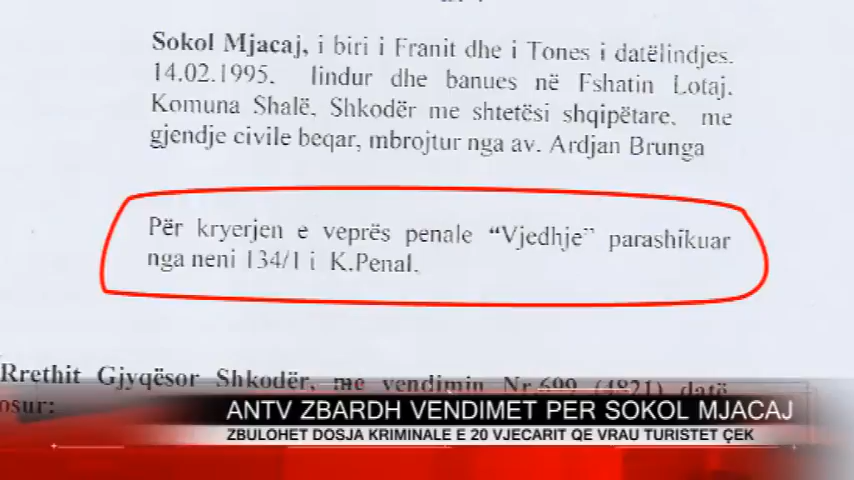 Sokol Mjacaj, i biri i Franit dhe i Tones i datëlindjes.
14.02.1995. lindur dhe banues në Fshatin Lotaj.
Komuna Shalë, Shkodër me shtetësi shqipëtare, me
gjendje civile beqar, mbrojtur nga av. Ardjan Brunga
Për kryerjen e veprës penale “Vjedhje” parashikuar
nga neni 134/1 i K.Penal.
Rrethit Gjyqësor Shkodër, me vendimin Nr.699 (4821) datë
osur:
ANTV ZBARDH VENDIMET PER SOKOL MJACAJ
ZBULOHET DOSJA KRIMINALE E 20 VJECARIT QE VRAU TURISTET ÇEK